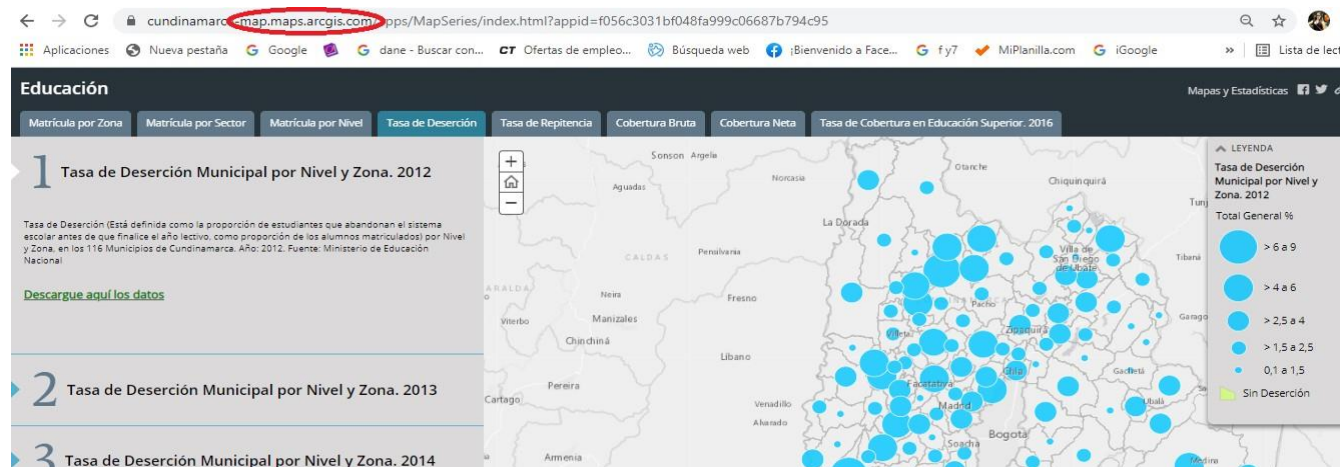 cundinamarc-map.maps.arcgis.com/apps/MapSeries/index.html?appid=f056c3031bf048fa999c06687b794c95
Aplicaciones Nueva pestaña Google dane - Buscar con... CT Ofertas de empleo... Búsqueda web ¡Bienvenido a Face... f y7 MiPlanilla.com iGoogle » Lista de lect
Educación
Mapas y Estadísticas
Matrícula por Zona Matrícula por Sector Matrícula por Nivel Tasa de Deserción Tasa de Repitencia Cobertura Bruta Cobertura Neta Tasa de Cobertura en Educación Superior. 2016
1 Tasa de Deserción Municipal por Nivel y Zona. 2012
Tasa de Deserción (Está definida como la proporción de estudiantes que abandonan el sistema
escolar antes de que finalice el año lectivo, como proporción de los alumnos matriculados) por Nivel
y Zona, en los 116 Municipios de Cundinamarca. Año: 2012. Fuente: Ministerio de Educación
Nacional
Descargue aquí los datos
2 Tasa de Deserción Municipal por Nivel y Zona. 2013
3 Tasa de Deserción Municipal por Nivel y Zona. 2014
+
−
Sonson Argelia
Aguadas
Norcasia
Otanche
Chiquinquirá
La Dorada
Pensilvania
CALDAS
Villa de
San Diego
de Ubaté
Tibaná
ARALDA
Neira
Fresno
Pacho
Viterbo
Manizales
Garago
Chinchiná
Villeta
Zipaquirá
Líbano
Chía
Gachetá
Pereira
Facatativá
Cartago
Venadillo
Madrid
Ubalá
Alvarado
Bogotá
Soacha
Armenia
Medina
LEYENDA
Tasa de Deserción
Municipal por Nivel y
Zona. 2012
Total General %
> 6 a 9
> 4 a 6
> 2,5 a 4
> 1,5 a 2,5
0,1 a 1,5
Sin Deserción